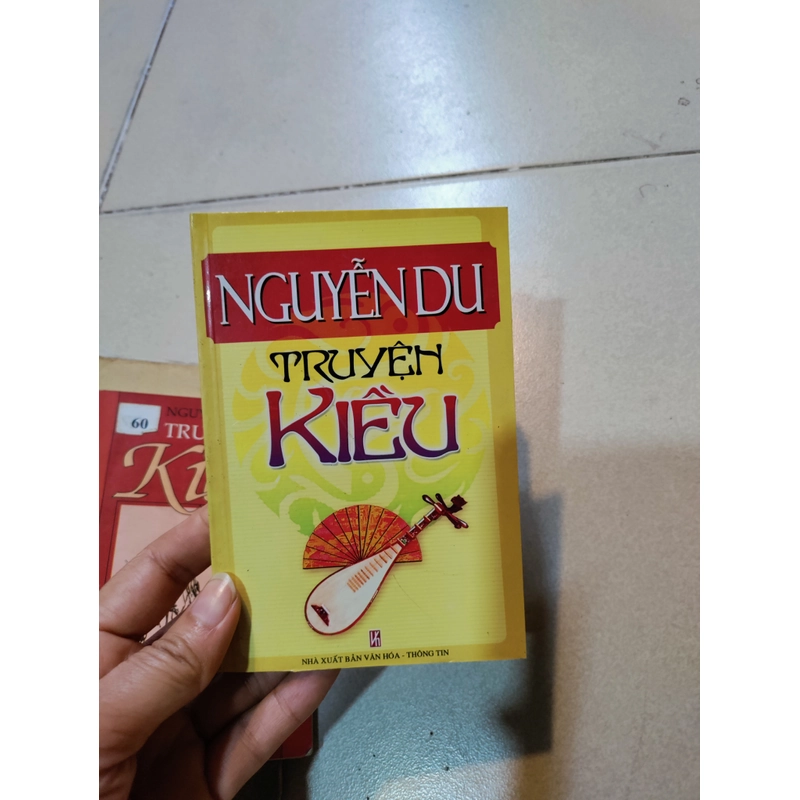 NGUYỄN DU
TRUYỆN
KIỀU
NHÀ XUẤT BẢN VĂN HÓA - THÔNG TIN
60